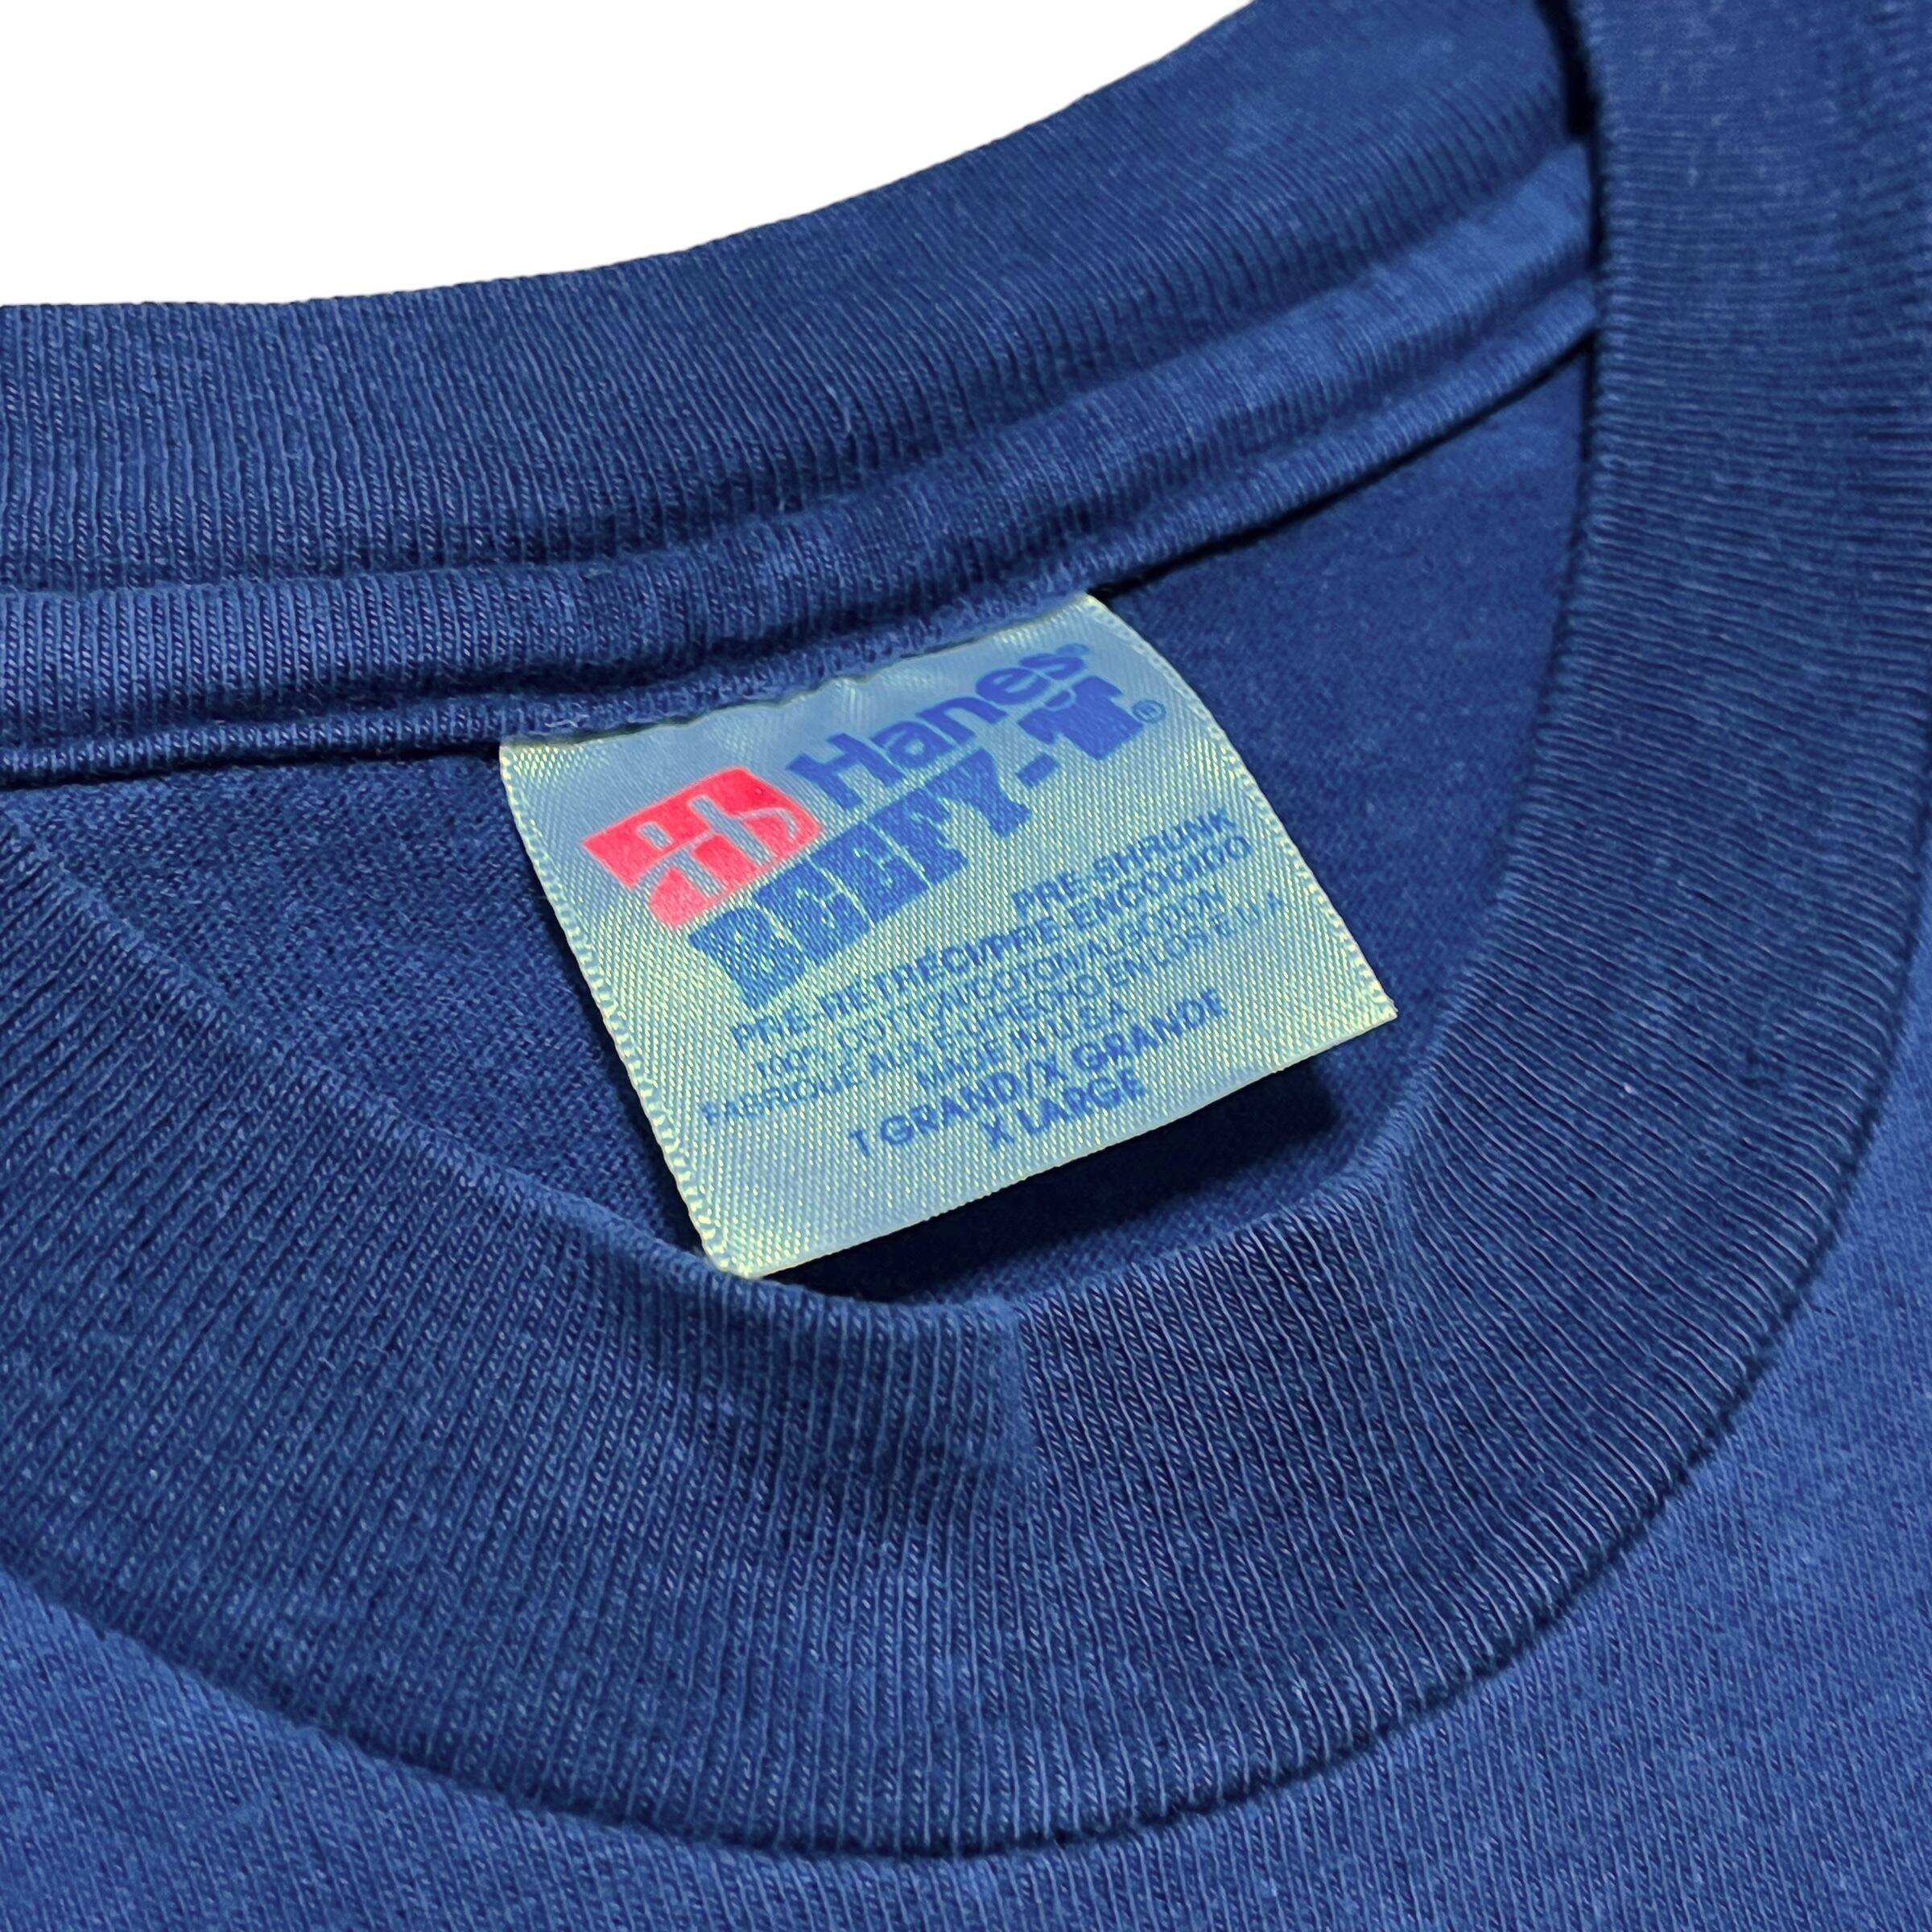 Hanes®
BEEFY-T®
PRE-SHRUNK
PRE-RETRÉCI/PRE-ENCOGIDO
100% COTTON/COTON/ALGODON
FABRIQUE AUX E-U/HECHO EN LOS E.U.A.
MADE IN U.S.A.
T GRAND/X GRANDE
X LARGE